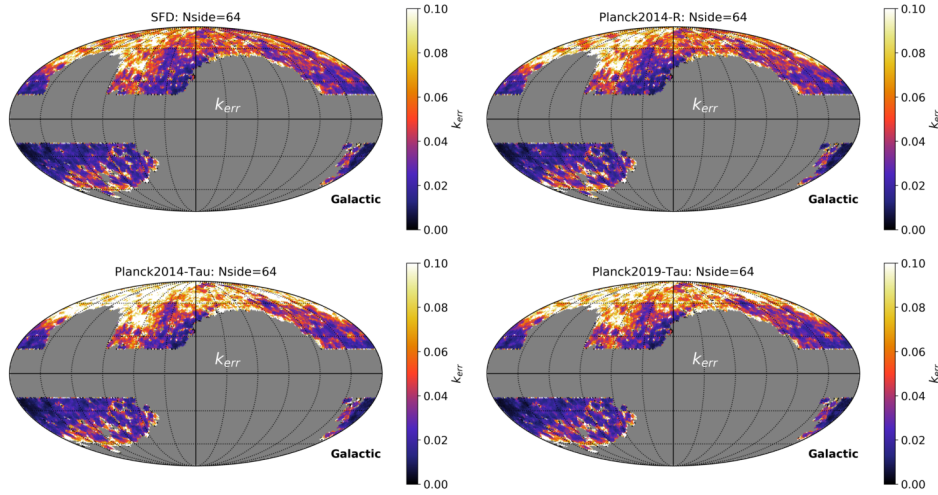 SFD: Nside=64
k_err
Galactic
0.10
0.08
0.06
0.04
0.02
0.00
k_err
Planck2014-R: Nside=64
k_err
Galactic
0.10
0.08
0.06
0.04
0.02
0.00
k_err
Planck2014-Tau: Nside=64
k_err
Galactic
0.10
0.08
0.06
0.04
0.02
0.00
k_err
Planck2019-Tau: Nside=64
k_err
Galactic
0.10
0.08
0.06
0.04
0.02
0.00
k_err